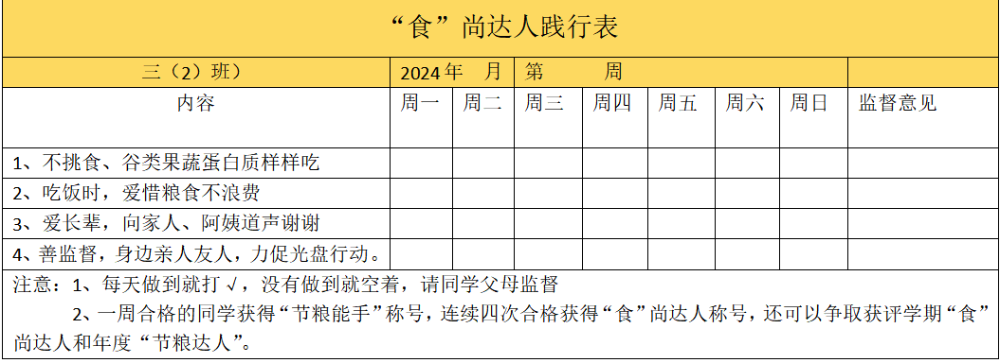 “食”尚达人践行表
三（2）班） 2024年 月 第 周
内容 周一 周二 周三 周四 周五 周六 周日 监督意见
1、不挑食、谷类果蔬蛋白质样样吃
2、吃饭时，爱惜粮食不浪费
3、爱长辈，向家人、阿姨道声谢谢
4、善监督，身边亲人友人，力促光盘行动。
注意：1、每天做到就打√，没有做到就空着，请同学父母监督
2、一周合格的同学获得“节粮能手”称号，连续四次合格获得“食”尚达人称号，还可以争取获评学期“食”
尚达人和年度“节粮达人”。